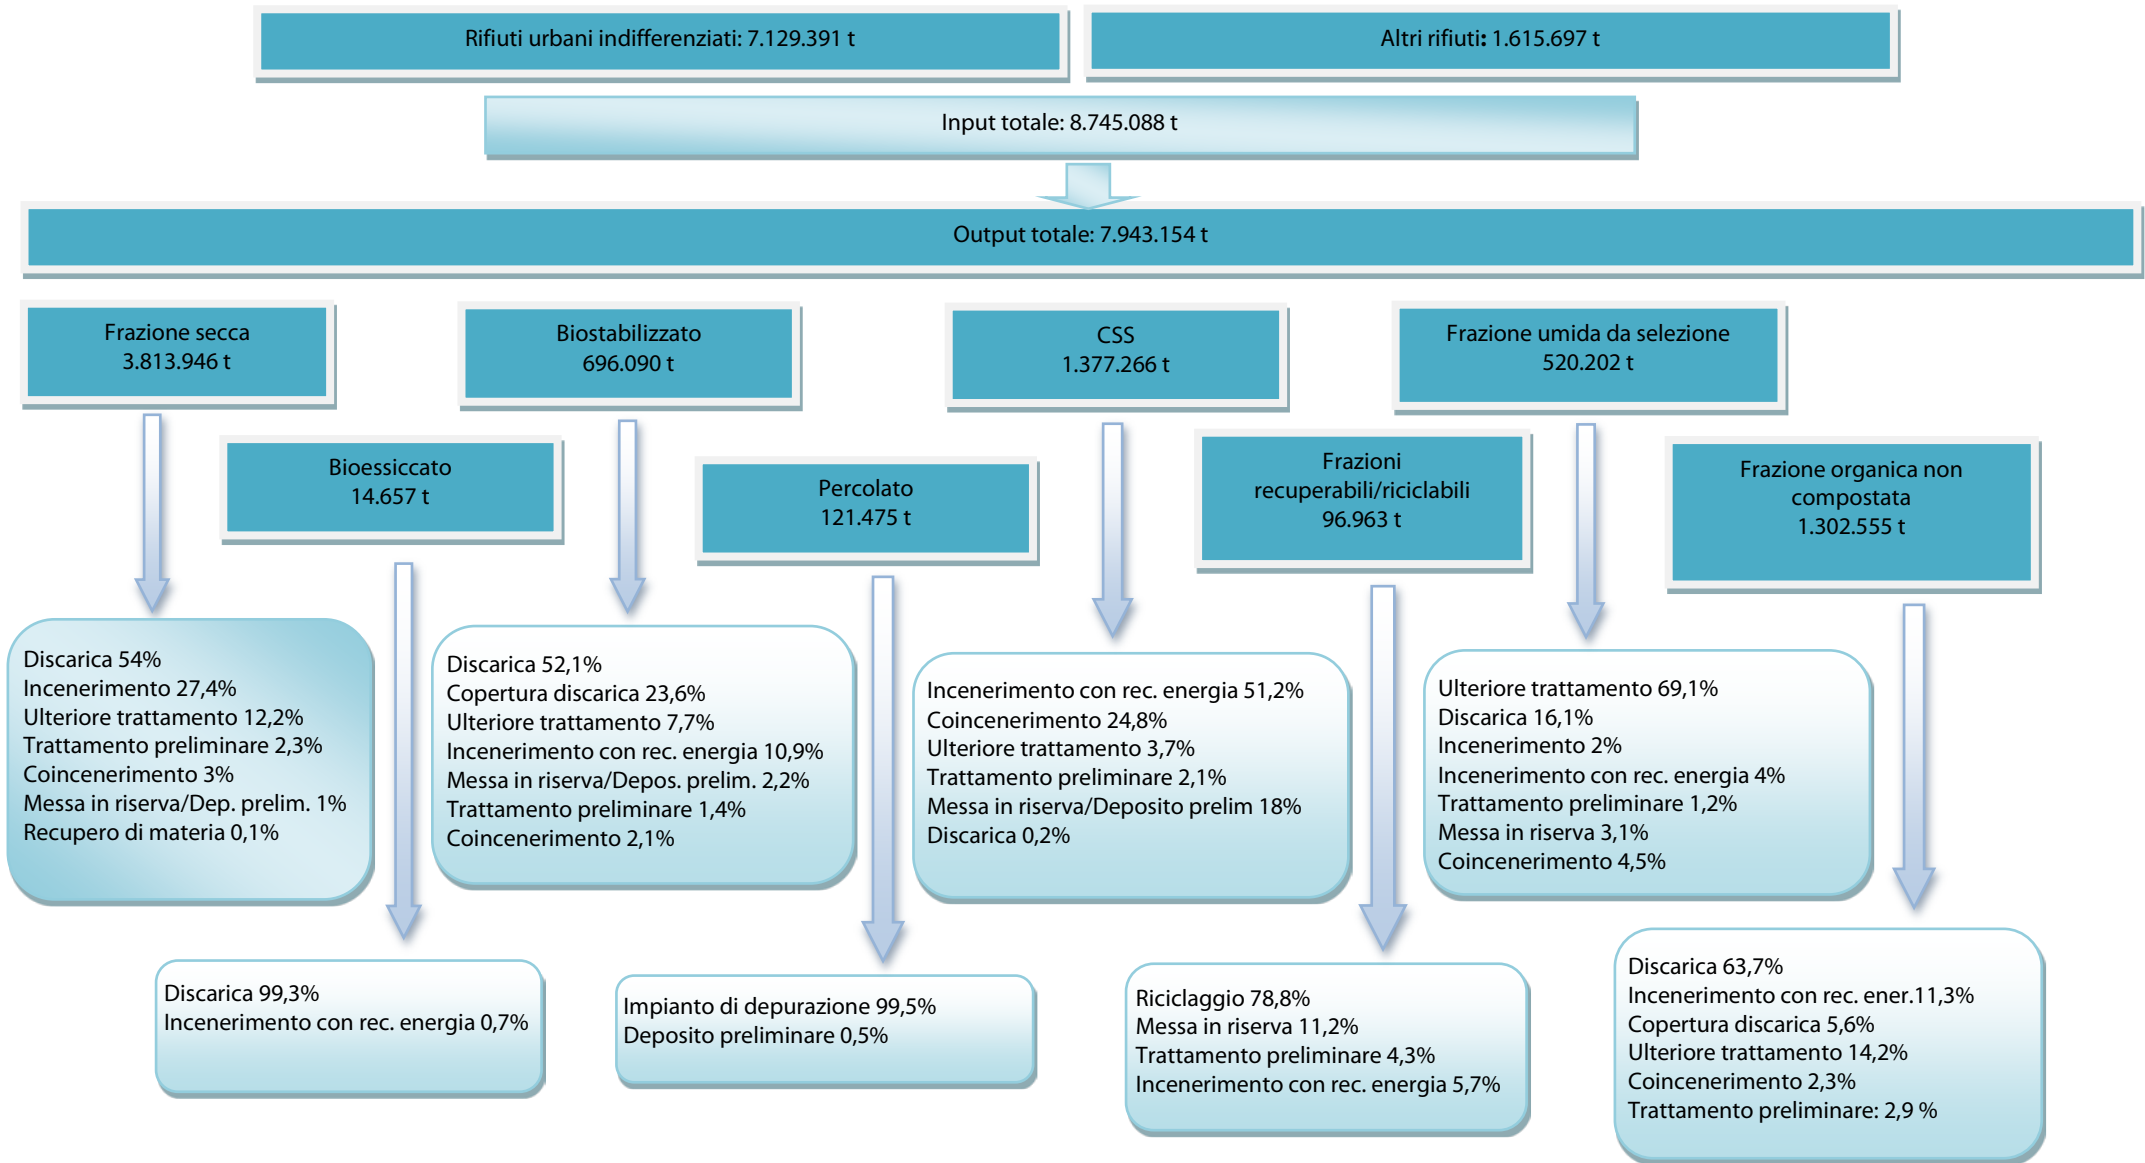 Rifiuti urbani indifferenziati: 7.129.391 t
Altri rifiuti: 1.615.697 t
Input totale: 8.745.088 t
Output totale: 7.943.154 t
Frazione secca
3.813.946 t
Biostabilizzato
696.090 t
CSS
1.377.266 t
Frazione umida da selezione
520.202 t
Bioessiccato
14.657 t
Percolato
121.475 t
Frazioni
recuperabili/riciclabili
96.963 t
Frazione organica non
compostata
1.302.555 t
Discarica 54%
Incenerimento 27,4%
Ulteriore trattamento 12,2%
Trattamento preliminare 2,3%
Coincenerimento 3%
Messa in riserva/Dep. prelim. 1%
Recupero di materia 0,1%
Discarica 52,1%
Copertura discarica 23,6%
Ulteriore trattamento 7,7%
Incenerimento con rec. energia 10,9%
Messa in riserva/Depos. prelim. 2,2%
Trattamento preliminare 1,4%
Coincenerimento 2,1%
Incenerimento con rec. energia 51,2%
Coincenerimento 24,8%
Ulteriore trattamento 3,7%
Trattamento preliminare 2,1%
Messa in riserva/Deposito prelim 18%
Discarica 0,2%
Ulteriore trattamento 69,1%
Discarica 16,1%
Incenerimento 2%
Incenerimento con rec. energia 4%
Trattamento preliminare 1,2%
Messa in riserva 3,1%
Coincenerimento 4,5%
Discarica 99,3%
Incenerimento con rec. energia 0,7%
Impianto di depurazione 99,5%
Deposito preliminare 0,5%
Riciclaggio 78,8%
Messa in riserva 11,2%
Trattamento preliminare 4,3%
Incenerimento con rec. energia 5,7%
Discarica 63,7%
Incenerimento con rec. ener.11,3%
Copertura discarica 5,6%
Ulteriore trattamento 14,2%
Coincenerimento 2,3%
Trattamento preliminare: 2,9 %